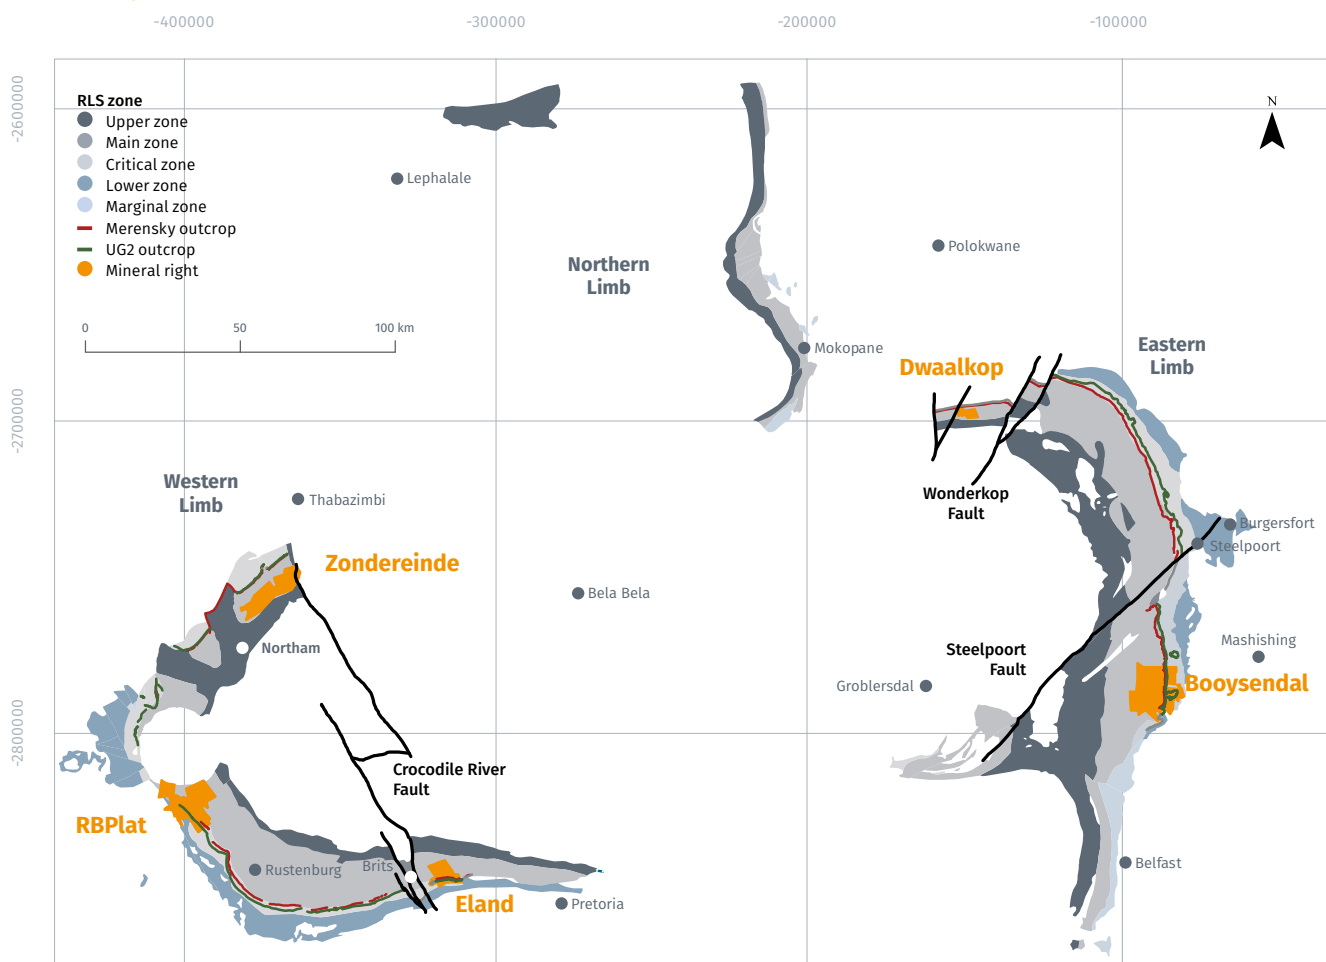 -400000
-300000
-200000
-100000
-2600000
-2700000
-2800000
RLS zone
Upper zone
Main zone
Critical zone
Lower zone
Marginal zone
Merensky outcrop
UG2 outcrop
Mineral right
0 50 100 km
N
Lephalale
Northern
Limb
Polokwane
Mokopane
Eastern
Limb
Dwaalkop
Wonderkop
Fault
Burgersfort
Steelpoort
Western
Limb
Thabazimbi
Zondereinde
Bela Bela
Northam
Steelpoort
Fault
Mashishing
Groblersdal
Booysendal
Crocodile River
Fault
RBPlat
Rustenburg
Brits
Eland
Pretoria
Belfast